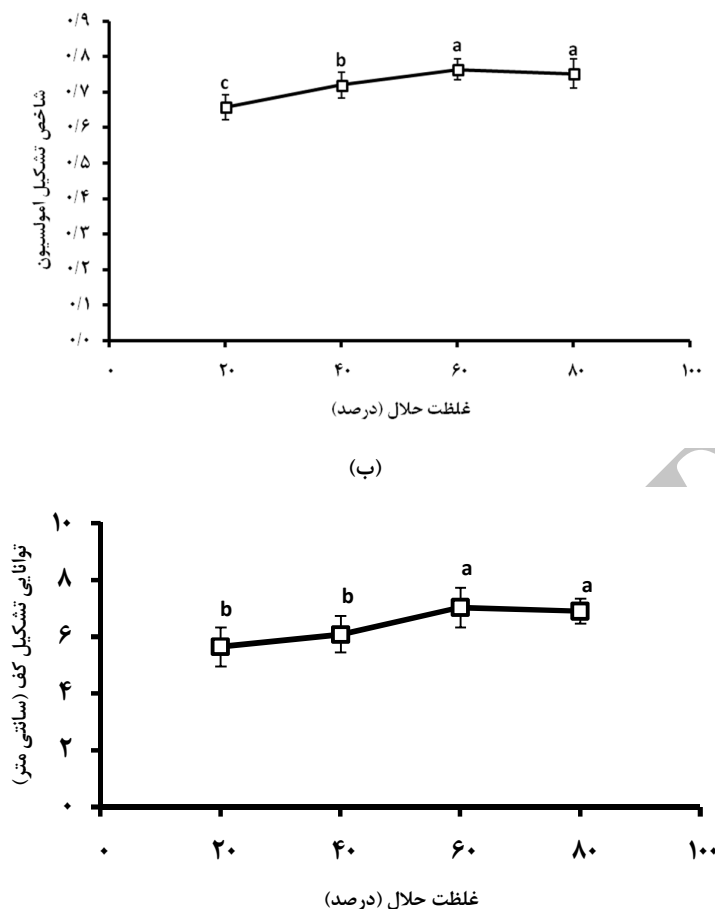 شاخص تشکیل امولسیون
۰/۹
۰/۸
۰/۷
۰/۶
۰/۵
۰/۴
۰/۳
۰/۲
۰/۱
۰/۰
c
b
a
a
۰ ۲۰ ۴۰ ۶۰ ۸۰ ۱۰۰
غلظت حلال (درصد)
(ب)
توانایی تشکیل کف (سانتی متر)
۱۰
۸
۶
۴
۲
۰
b
b
a
a
۰ ۲۰ ۴۰ ۶۰ ۸۰ ۱۰۰
غلظت حلال (درصد)